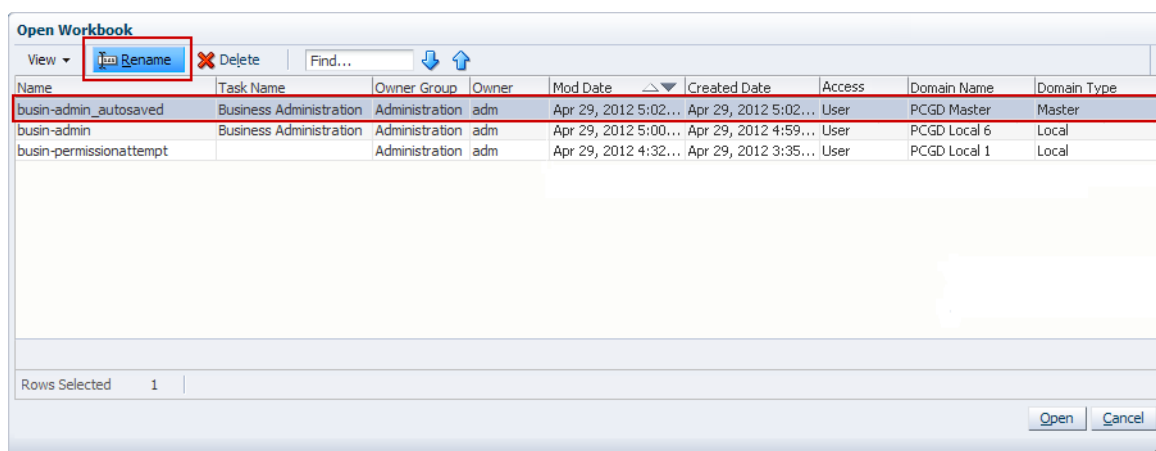 Open Workbook
View Rename Delete Find...
Name Task Name Owner Group Owner Mod Date Created Date Access Domain Name Domain Type
busin-admin_autosaved Business Administration Administration adm Apr 29, 2012 5:02... Apr 29, 2012 5:02... User PCGD Master Master
busin-admin Business Administration Administration adm Apr 29, 2012 5:00... Apr 29, 2012 4:59... User PCGD Local 6 Local
busin-permissionattempt Administration adm Apr 29, 2012 4:32... Apr 29, 2012 3:35... User PCGD Local 1 Local
Rows Selected 1
Open Cancel